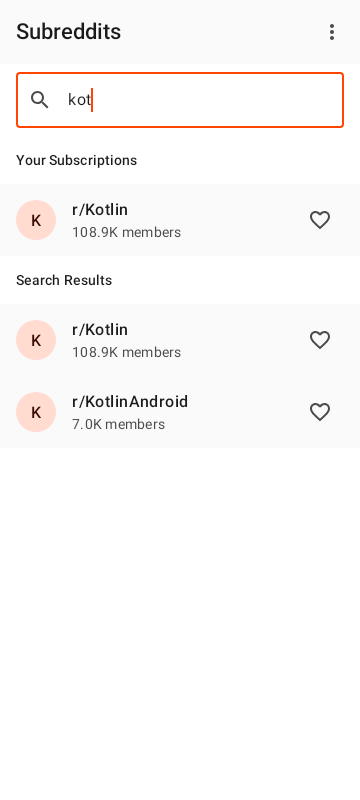 Subreddits
kot
Your Subscriptions
K
r/Kotlin
108.9K members
Search Results
K
r/Kotlin
108.9K members
K
r/KotlinAndroid
7.0K members